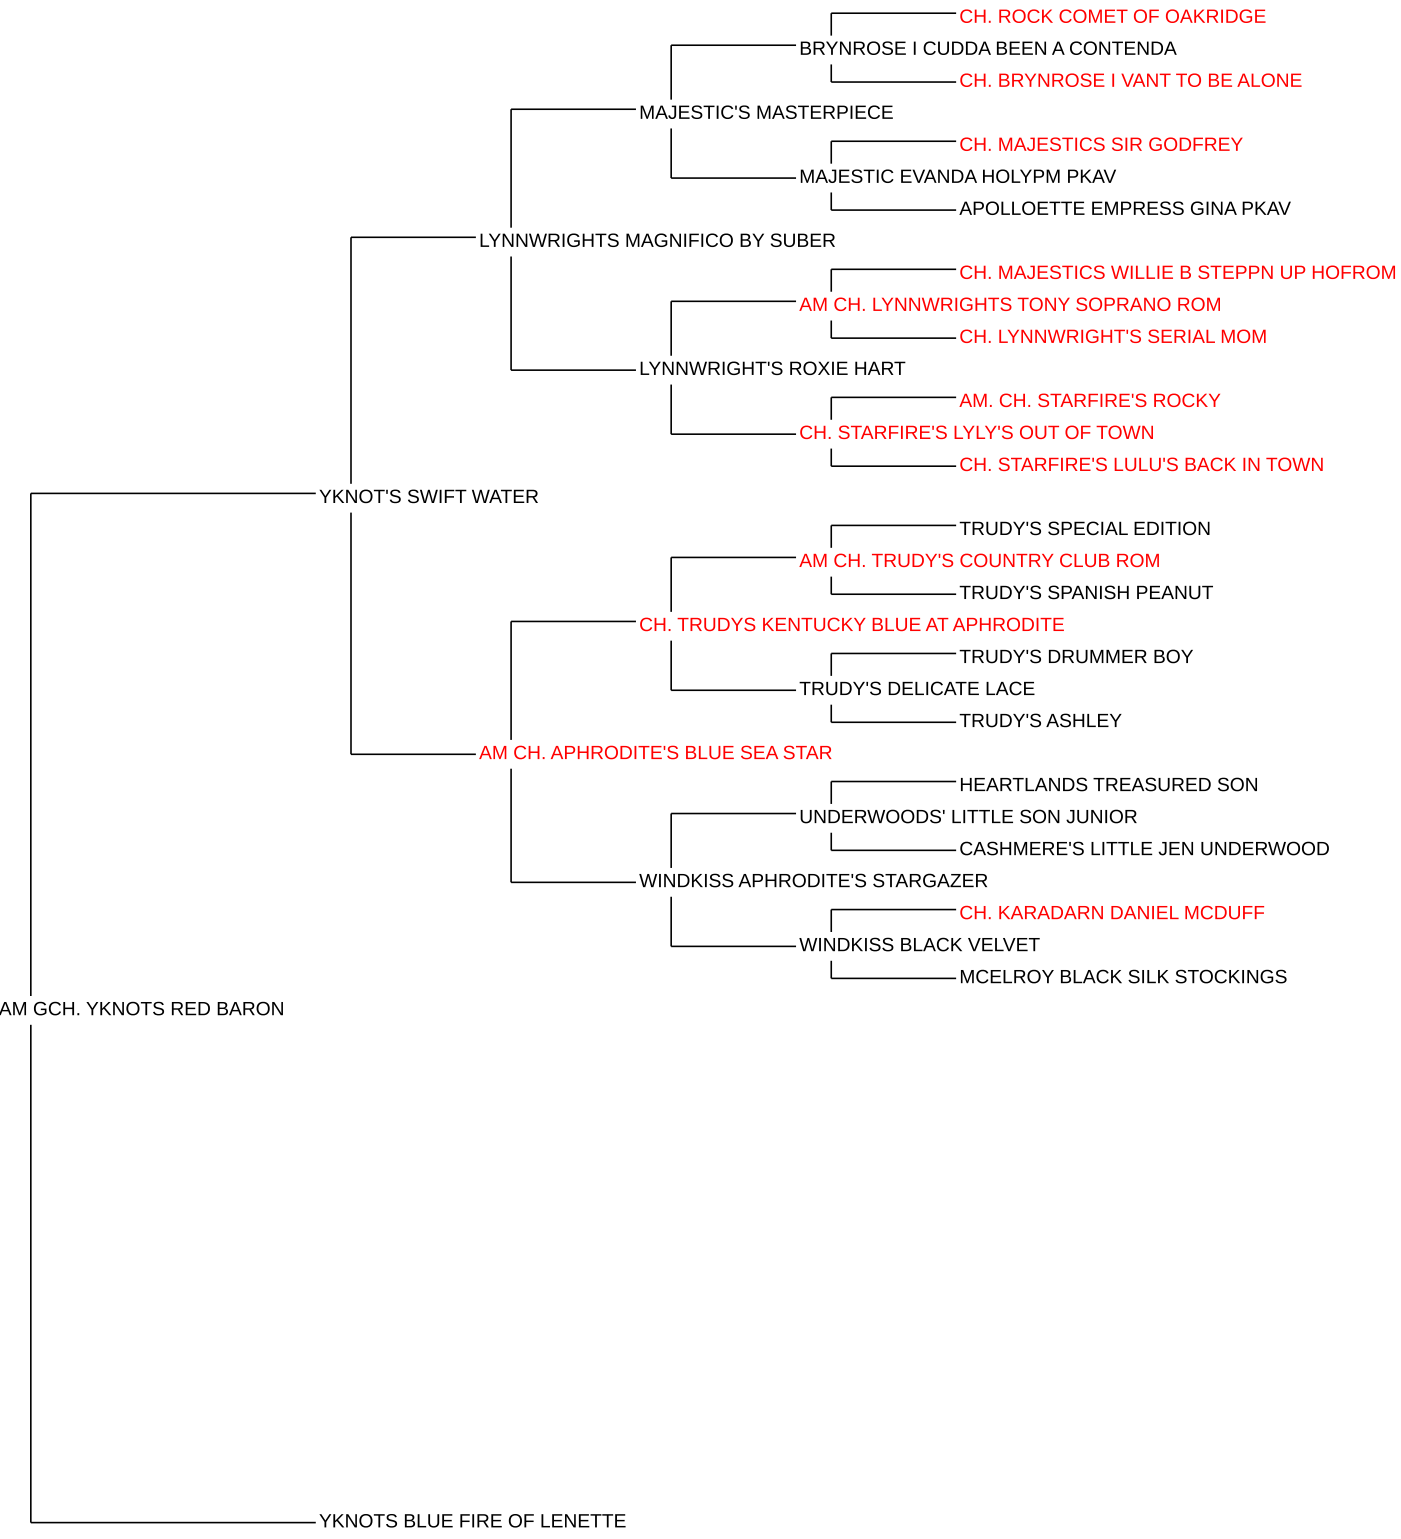 CH. ROCK COMET OF OAKRIDGE
BRYNROSE I CUDDA BEEN A CONTENDA
CH. BRYNROSE I VANT TO BE ALONE
MAJESTIC'S MASTERPIECE
CH. MAJESTICS SIR GODFREY
MAJESTIC EVANDA HOLYPM PKAV
APOLLOETTE EMPRESS GINA PKAV
LYNNWRIGHTS MAGNIFICO BY SUBER
CH. MAJESTICS WILLIE B STEPPN UP HOFROM
AM CH. LYNNWRIGHTS TONY SOPRANO ROM
CH. LYNNWRIGHT'S SERIAL MOM
LYNNWRIGHT'S ROXIE HART
AM. CH. STARFIRE'S ROCKY
CH. STARFIRE'S LYLY'S OUT OF TOWN
CH. STARFIRE'S LULU'S BACK IN TOWN
YKNOT'S SWIFT WATER
TRUDY'S SPECIAL EDITION
AM CH. TRUDY'S COUNTRY CLUB ROM
TRUDY'S SPANISH PEANUT
CH. TRUDYS KENTUCKY BLUE AT APHRODITE
TRUDY'S DRUMMER BOY
TRUDY'S DELICATE LACE
TRUDY'S ASHLEY
AM CH. APHRODITE'S BLUE SEA STAR
HEARTLANDS TREASURED SON
UNDERWOODS' LITTLE SON JUNIOR
CASHMERE'S LITTLE JEN UNDERWOOD
WINDKISS APHRODITE'S STARGAZER
CH. KARADARN DANIEL MCDUFF
WINDKISS BLACK VELVET
MCELROY BLACK SILK STOCKINGS
AM GCH. YKNOTS RED BARON
YKNOTS BLUE FIRE OF LENETTE